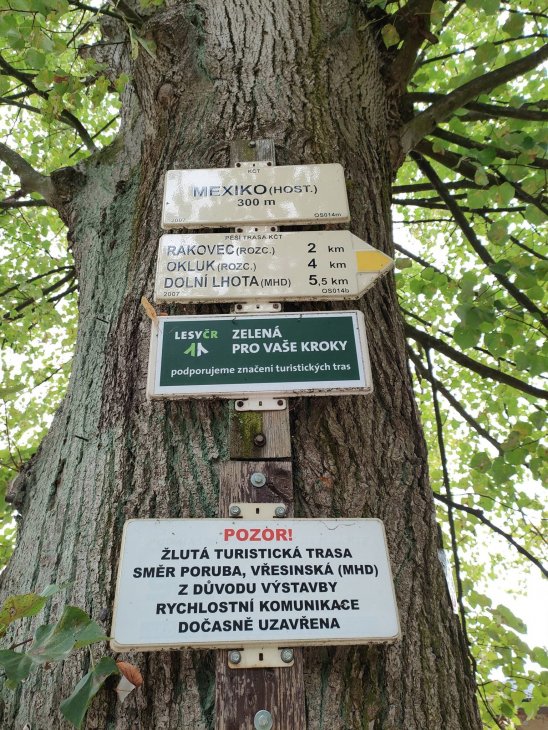 KČT
MEXIKO (HOST.)
300 m
2007 OS014m
PĚŠÍ TRASA KČT
RAKOVEC (ROZC.) 2 km
OKLUK (ROZC.) 4 km
DOLNÍ LHOTA (MHD) 5,5 km
2007 OS014b
LESYČR
ZELENÁ
PRO VAŠE KROKY
podporujeme značení turistických tras
POZOR!
ŽLUTÁ TURISTICKÁ TRASA
SMĚR PORUBA, VŘESINSKÁ (MHD)
Z DŮVODU VÝSTAVBY
RYCHLOSTNÍ KOMUNIKACE
DOČASNĚ UZAVŘENA